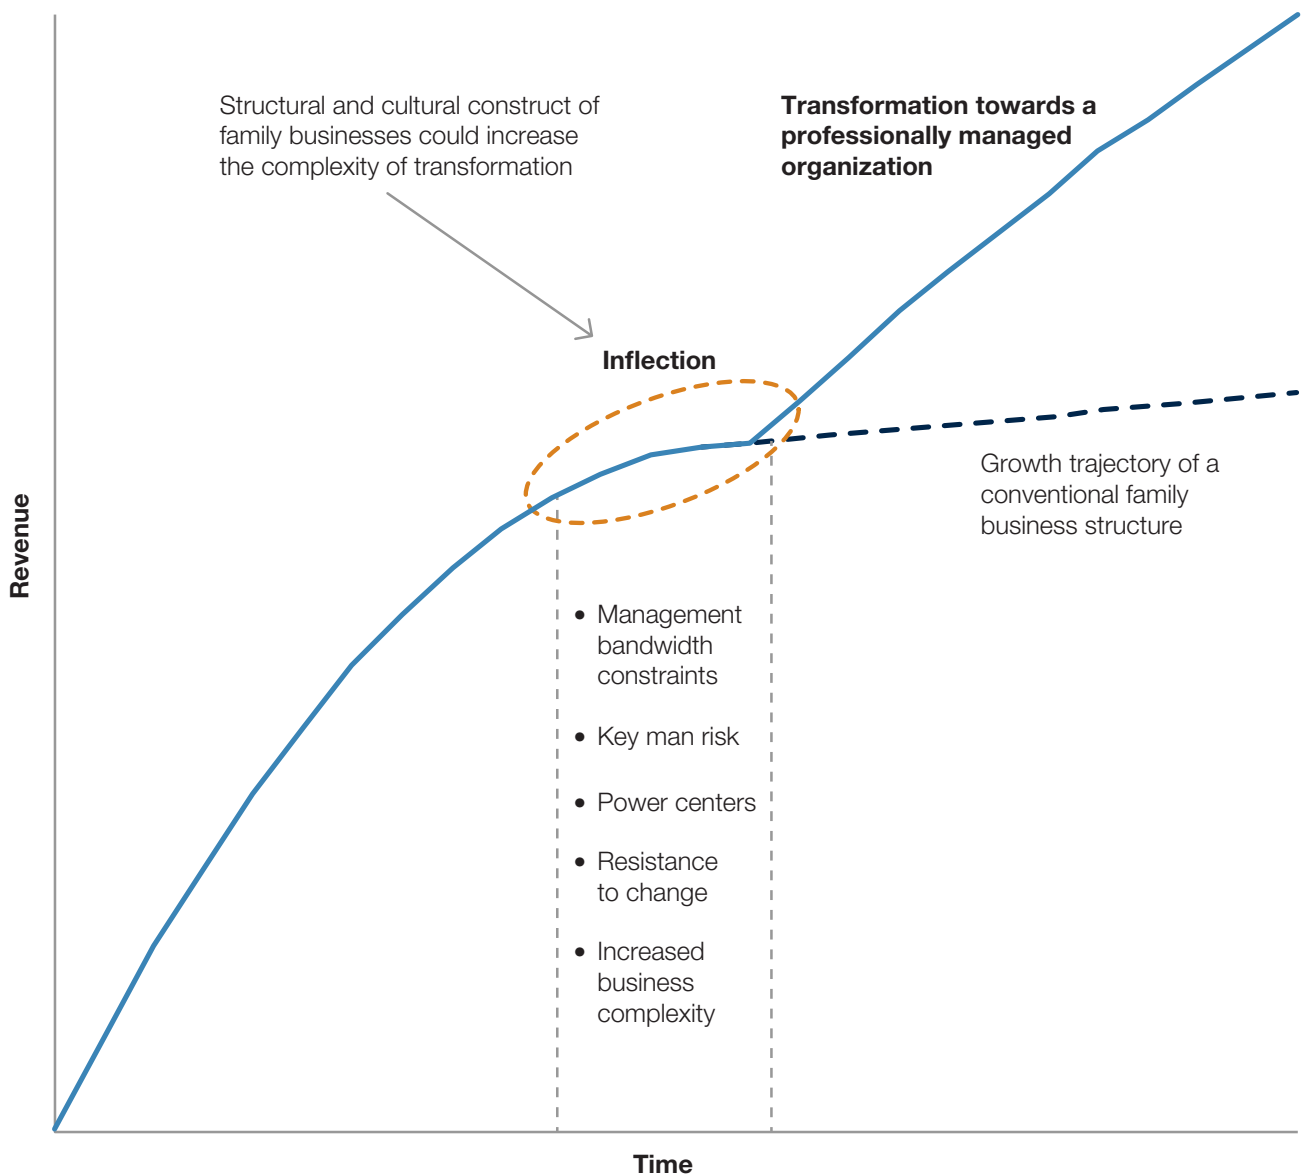 Structural and cultural construct of
family businesses could increase
the complexity of transformation
Transformation towards a
professionally managed
organization
Inflection
Growth trajectory of a
conventional family
business structure
Revenue
• Management
bandwidth
constraints
• Key man risk
• Power centers
• Resistance
to change
• Increased
business
complexity
Time